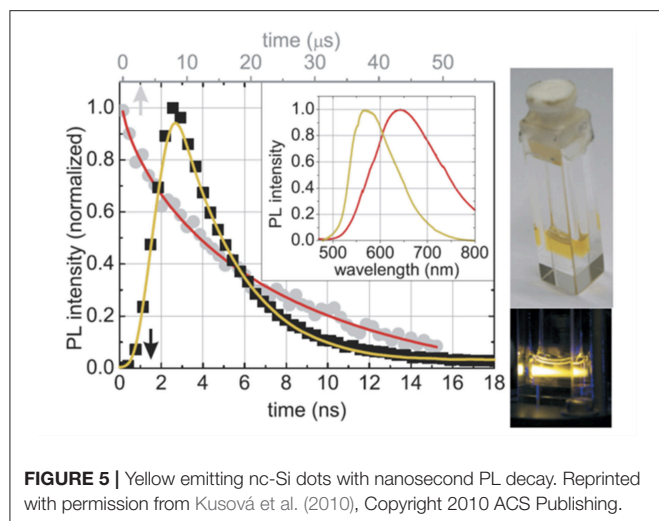 time (μs)
0 10 20 30 40 50
PL intensity (normalized)
1.0
0.8
0.6
0.4
0.2
0.0
0 2 4 6 8 10 12 14 16 18
time (ns)
PL intensity
1.0
0.8
0.6
0.4
0.2
0.0
500 600 700 800
wavelength (nm)
FIGURE 5 | Yellow emitting nc-Si dots with nanosecond PL decay. Reprinted
with permission from Kusová et al. (2010), Copyright 2010 ACS Publishing.